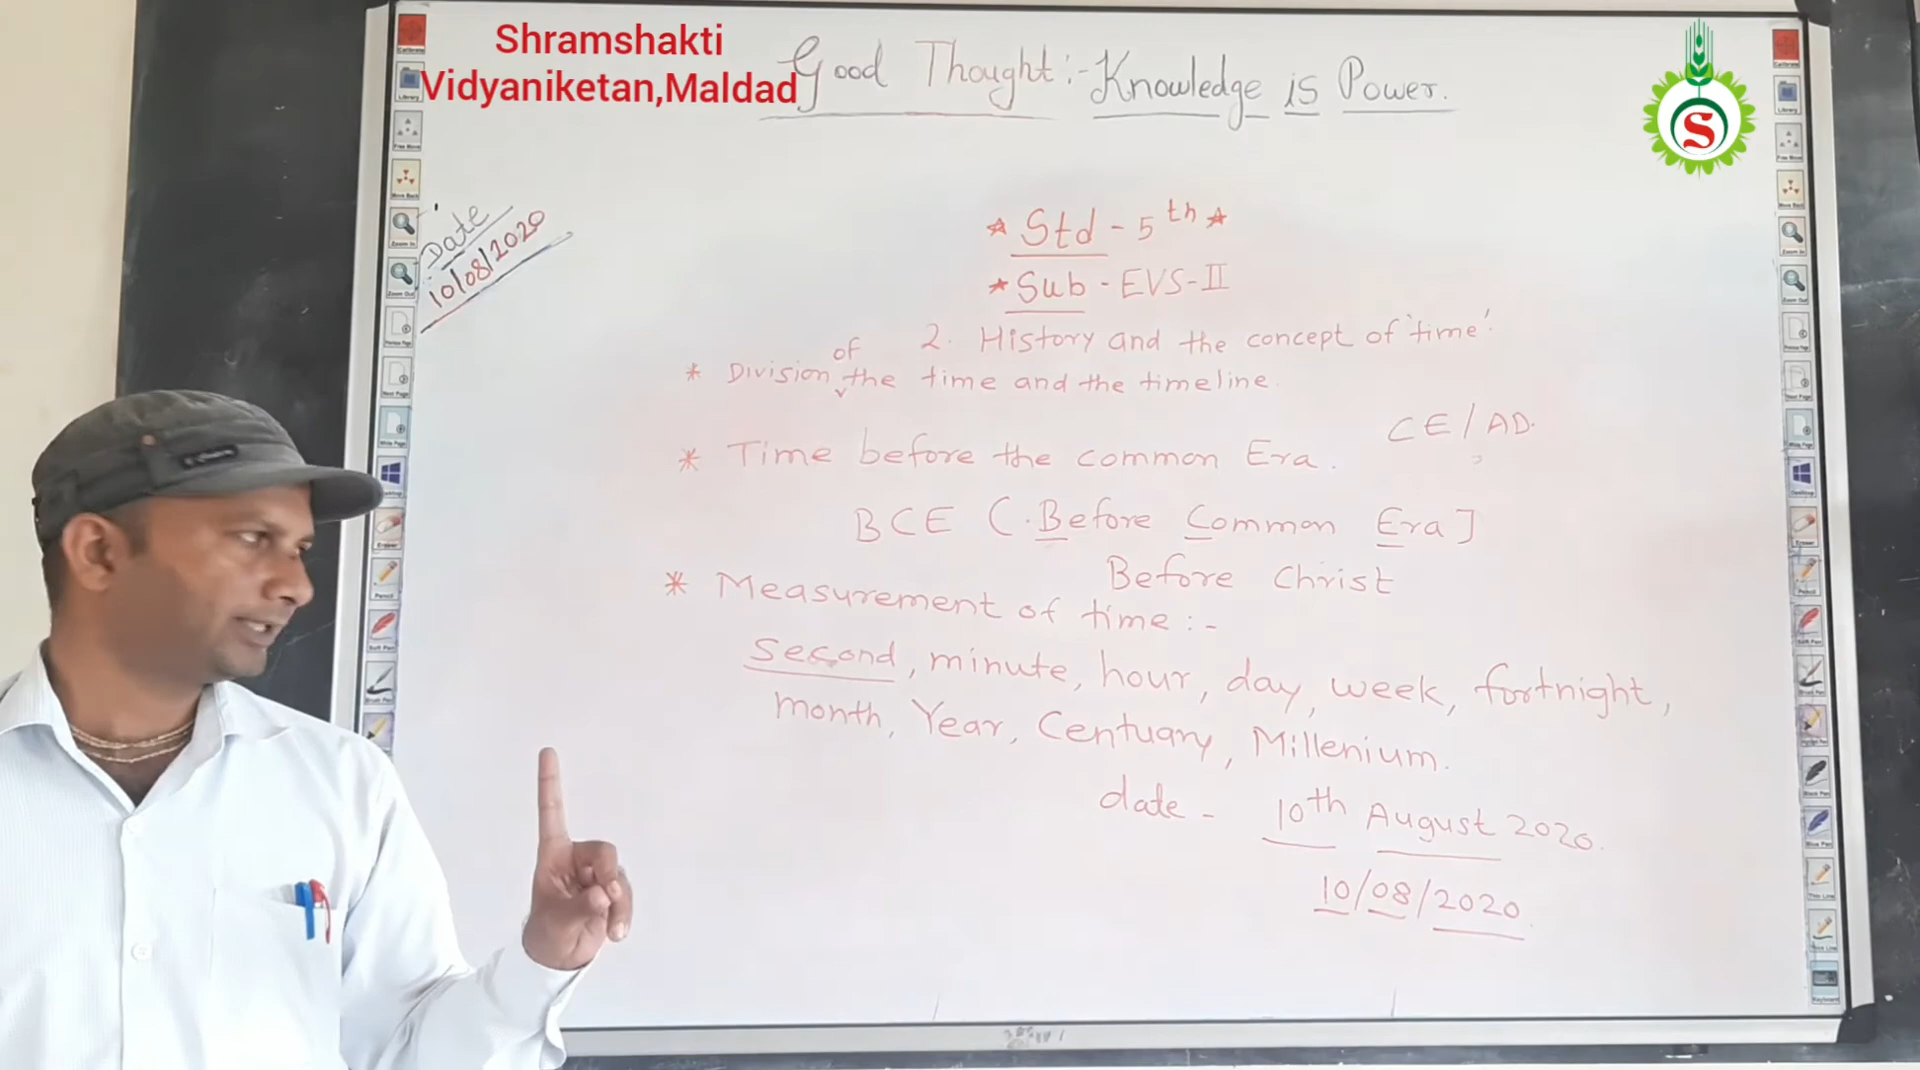 Shramshakti
Vidyaniketan,Maldad
Good Thought:- Knowledge is Power.
Date
10/08/2020
* Std - 5th *
* Sub - EVS-II
2. History and the concept of 'time'.
* Division of the time and the timeline.
CE/AD.
* Time before the common Era.
BCE (. Before Common Era]
Before Christ
* Measurement of time :-
Second, minute, hour, day, week, fortnight,
month, Year, Centuary, Millenium.
date - 10th August 2020.
10/08/2020.
S